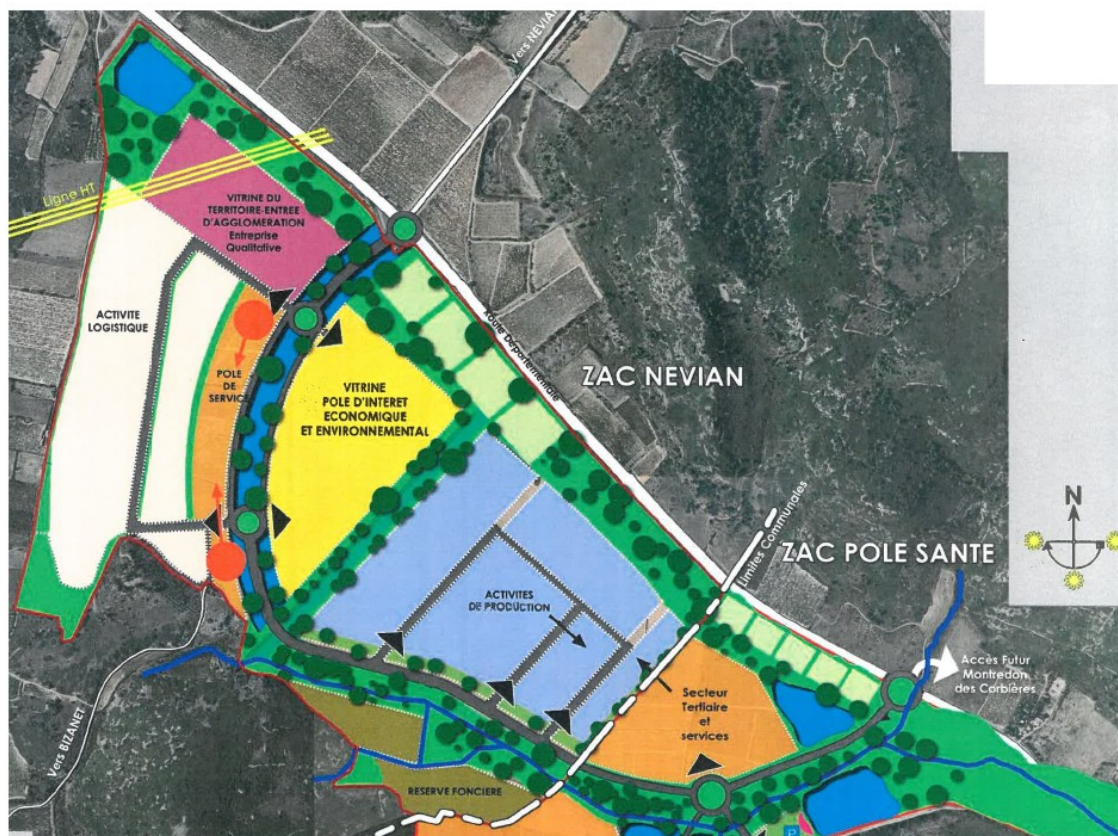 Vers NEVIAN
Ligne HT
VITRINE DU
TERRITOIRE-ENTREE
D'AGGLOMERATION
Entreprise
Qualitative
ACTIVITE
LOGISTIQUE
POLE
DE
SERVICE
VITRINE
POLE D'INTERET
ECONOMIQUE
ET ENVIRONNEMENTAL
Route Départementale
ZAC NEVIAN
Limites Communales
ZAC POLE SANTE
N
ACTIVITES
DE PRODUCTION
Accès Futur
Montredon
des Corbières
Secteur
Tertiaire
et
services
Vers BIZANET
RESERVE FONCIERE
P